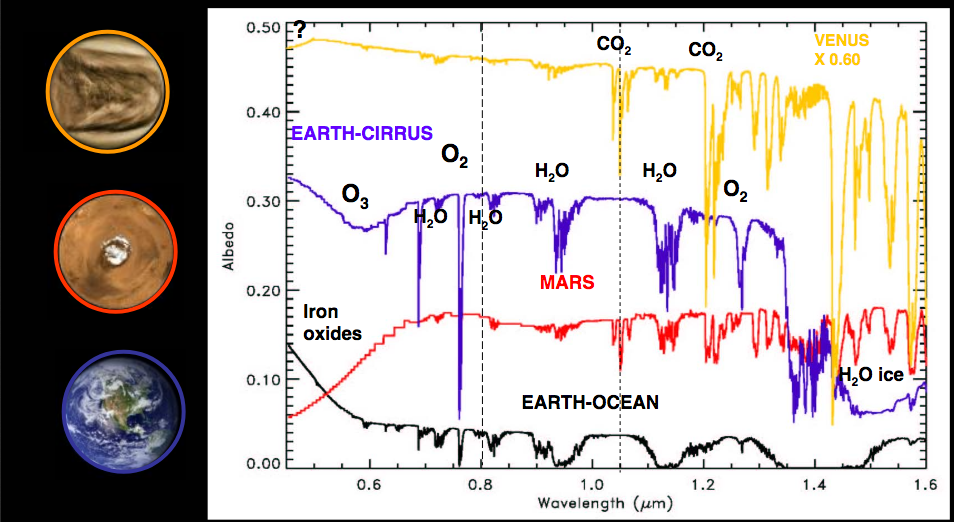 0.50
?
CO₂
CO₂
VENUS
X 0.60
0.40
EARTH-CIRRUS
O₂
O₃
H₂O
H₂O
H₂O
H₂O
O₂
0.30
Albedo
MARS
0.20
Iron
oxides
0.10
H₂O ice
EARTH-OCEAN
0.00
0.6
0.8
1.0
1.2
1.4
1.6
Wavelength (μm)